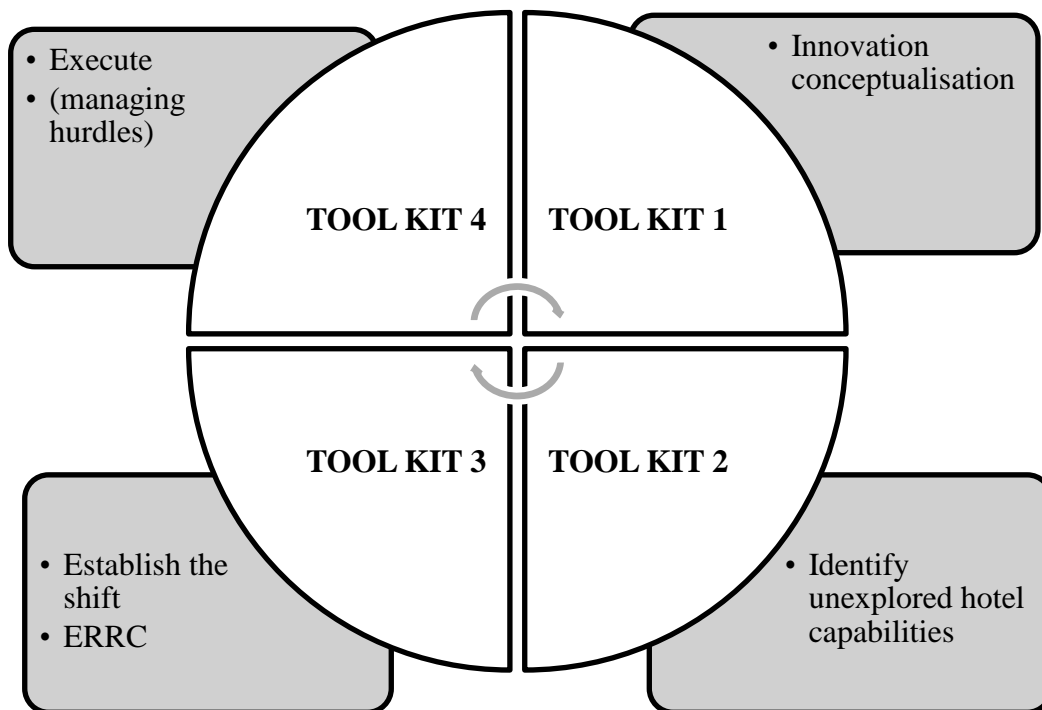 • Execute
• (managing
hurdles)
• Innovation
conceptualisation
TOOL KIT 4
TOOL KIT 1
TOOL KIT 3
TOOL KIT 2
• Establish the
shift
• ERRC
• Identify
unexplored hotel
capabilities